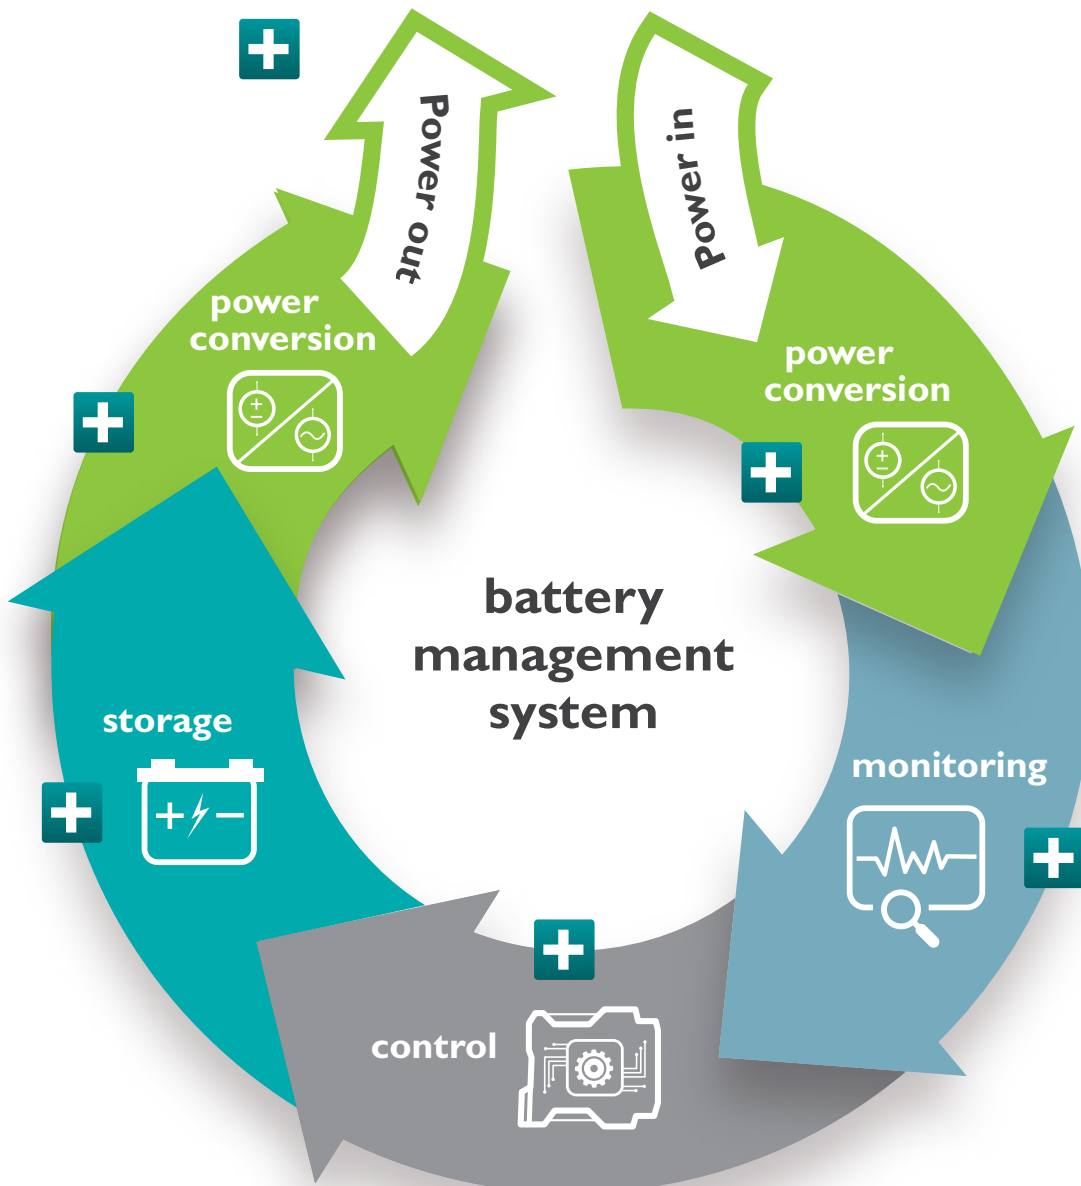 Power out
Power in
power
conversion
power
conversion
battery
management
system
storage
monitoring
control